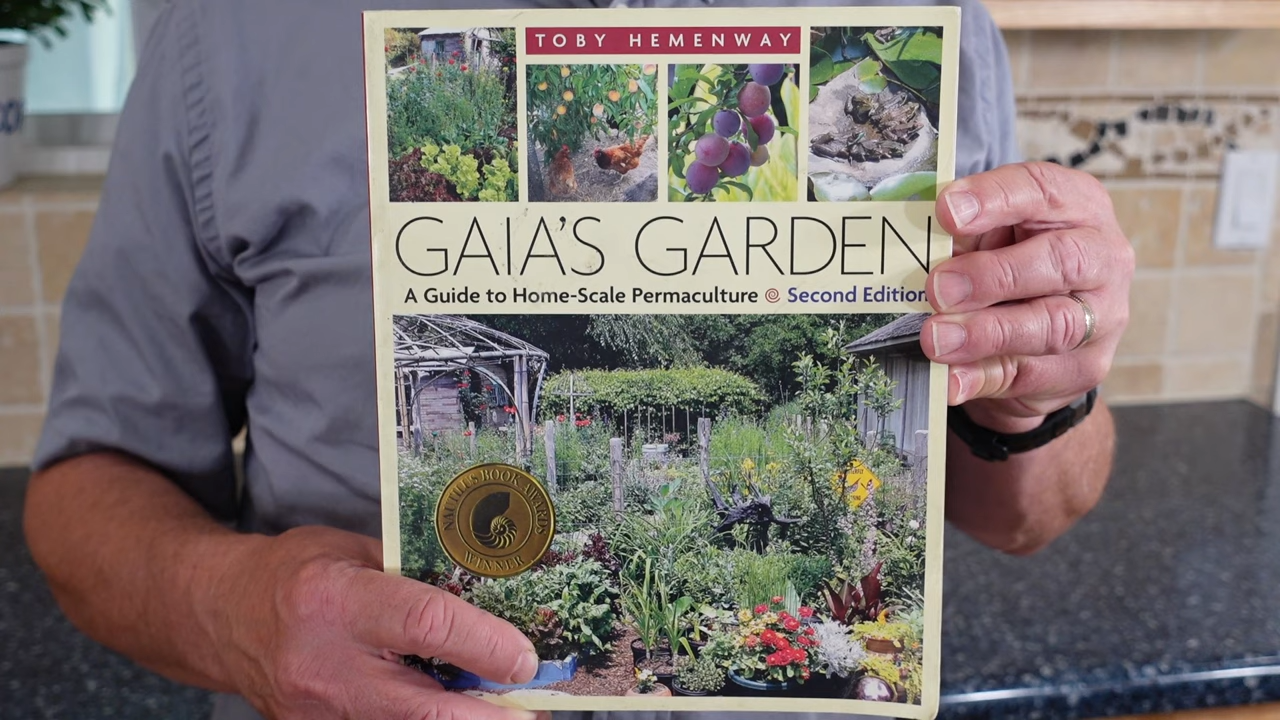 TOBY HEMENWAY
GAIA'S GARDEN
A Guide to Home-Scale Permaculture Second Edition
NAUTILUS BOOK AWARDS
WINNER